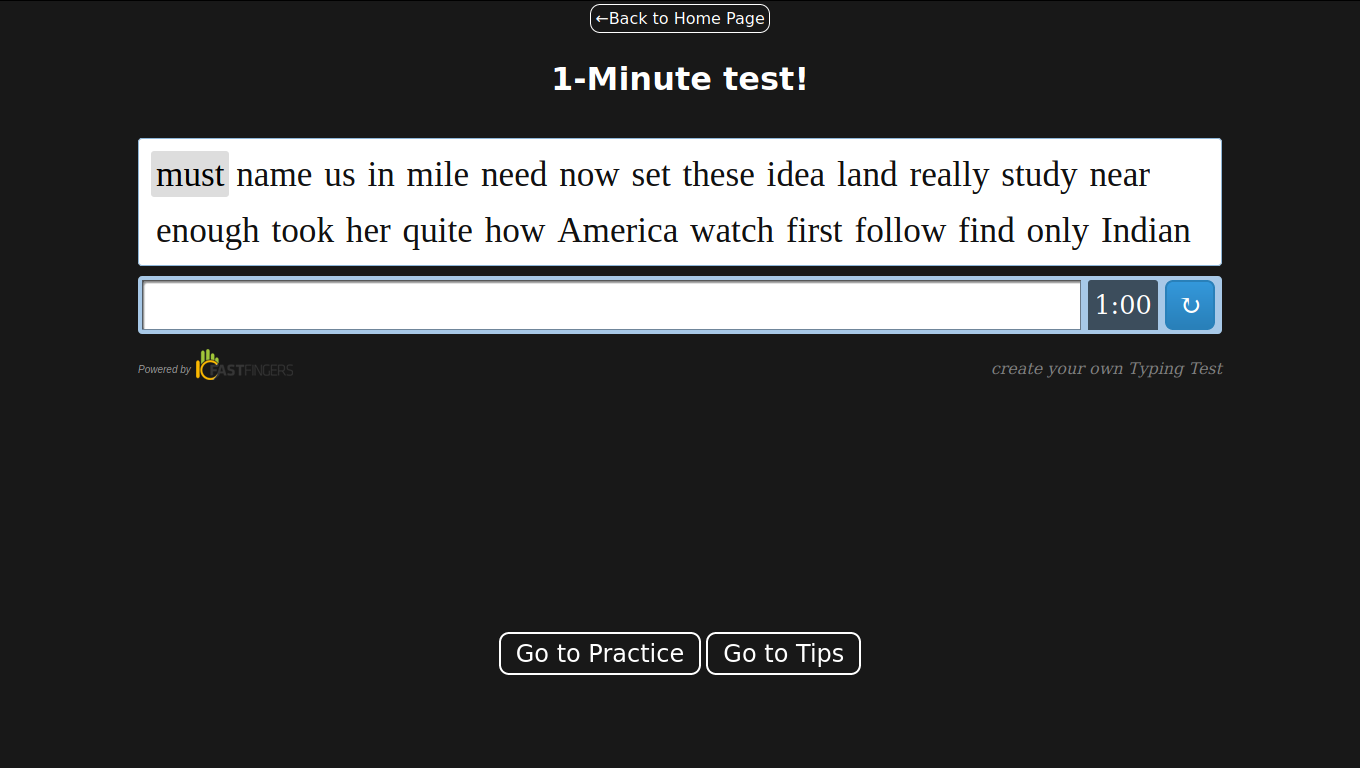 ←Back to Home Page
1-Minute test!
must name us in mile need now set these idea land really study near
enough took her quite how America watch first follow find only Indian
1:00 ↻
Powered by 10FASTFINGERS
create your own Typing Test
Go to Practice Go to Tips